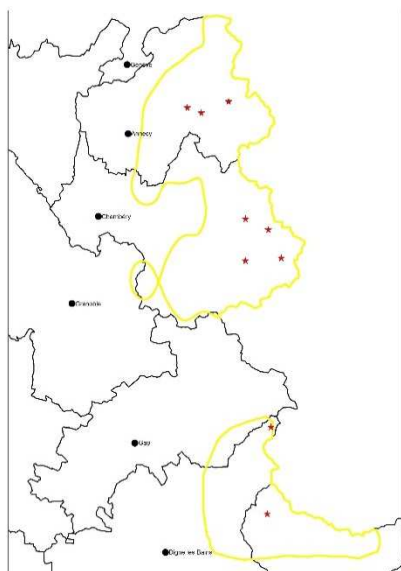 Genève
Annecy
Chambéry
Grenoble
Gap
Digne les Bains